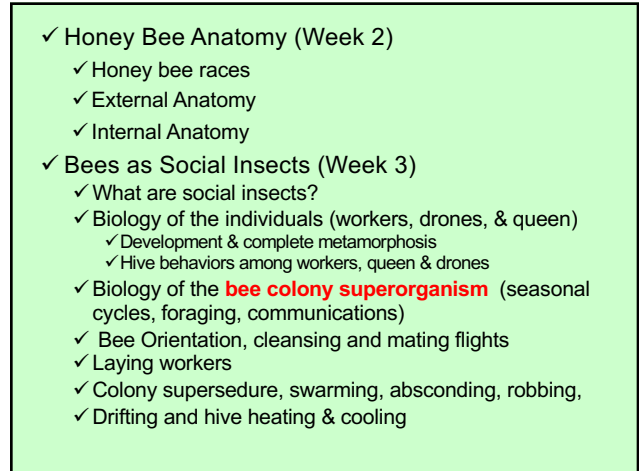 ✓ Honey Bee Anatomy (Week 2)
✓ Honey bee races
✓ External Anatomy
✓ Internal Anatomy
✓ Bees as Social Insects (Week 3)
✓ What are social insects?
✓ Biology of the individuals (workers, drones, & queen)
✓ Development & complete metamorphosis
✓ Hive behaviors among workers, queen & drones
✓ Biology of the bee colony superorganism (seasonal
cycles, foraging, communications)
✓ Bee Orientation, cleansing and mating flights
✓ Laying workers
✓ Colony supersedure, swarming, absconding, robbing,
✓ Drifting and hive heating & cooling